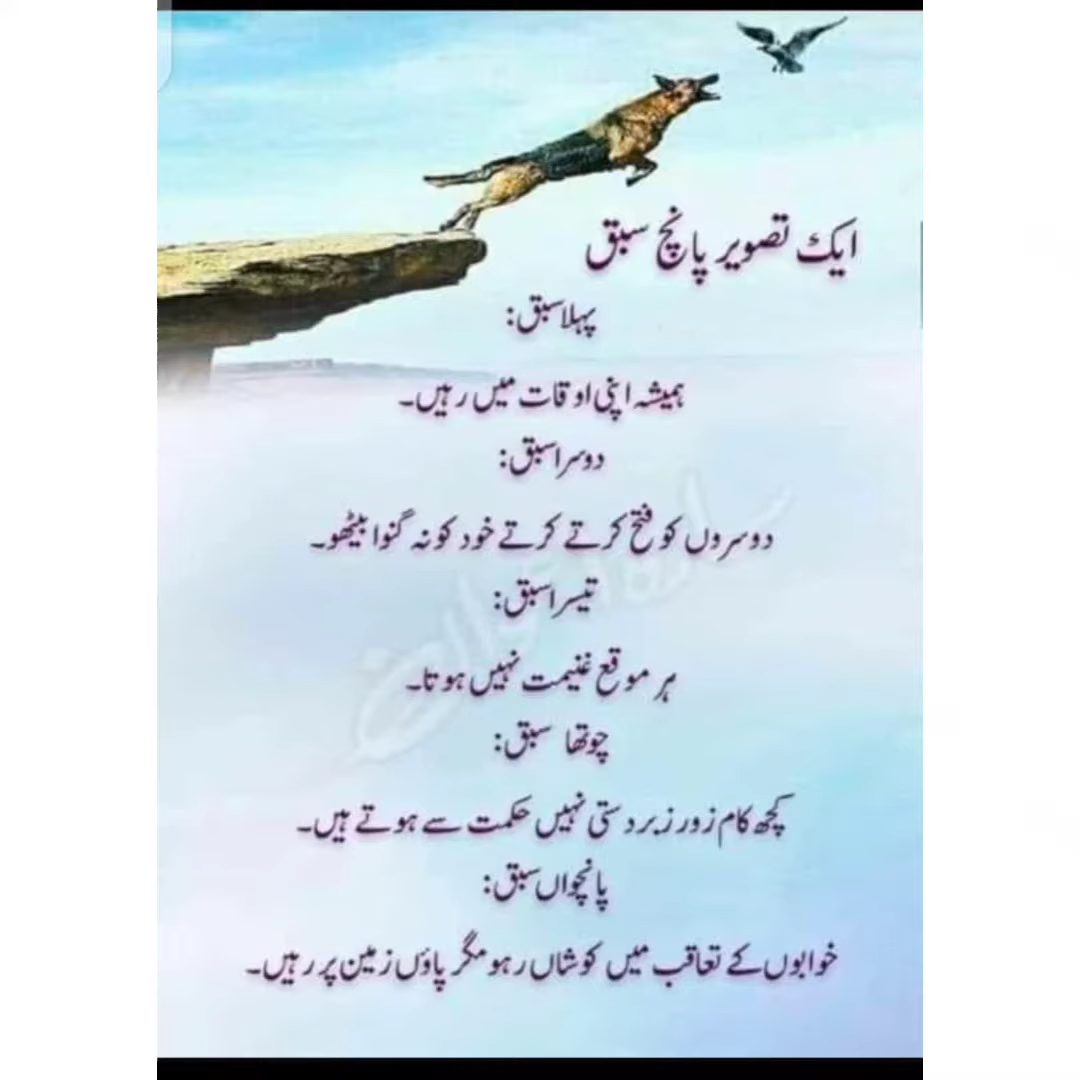 ایک تصویر پانچ سبق
پہلا سبق:
ہمیشہ اپنی اوقات میں رہیں۔
دوسرا سبق:
دوسروں کو فتح کرتے کرتے خود کو نہ گنوا بیٹھو۔
تیسرا سبق:
ہر موقع غنیمت نہیں ہوتا۔
چوتھا سبق:
کچھ کام زور زبردستی نہیں حکمت سے ہوتے ہیں۔
پانچواں سبق:
خوابوں کے تعاقب میں کوشاں رہو مگر پاؤں زمین پر رہیں۔